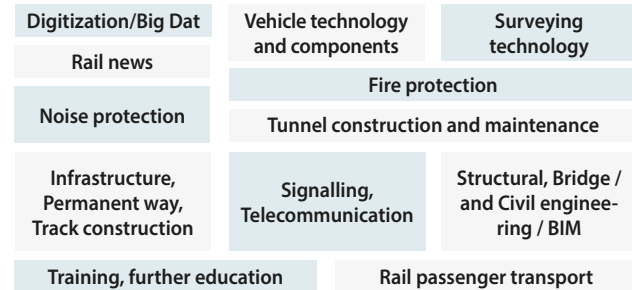 Digitization/Big Dat
Vehicle technology
and components
Surveying
technology
Rail news
Fire protection
Noise protection
Tunnel construction and maintenance
Infrastructure,
Permanent way,
Track construction
Signalling,
Telecommunication
Structural, Bridge /
and Civil enginee-
ring / BIM
Training, further education
Rail passenger transport